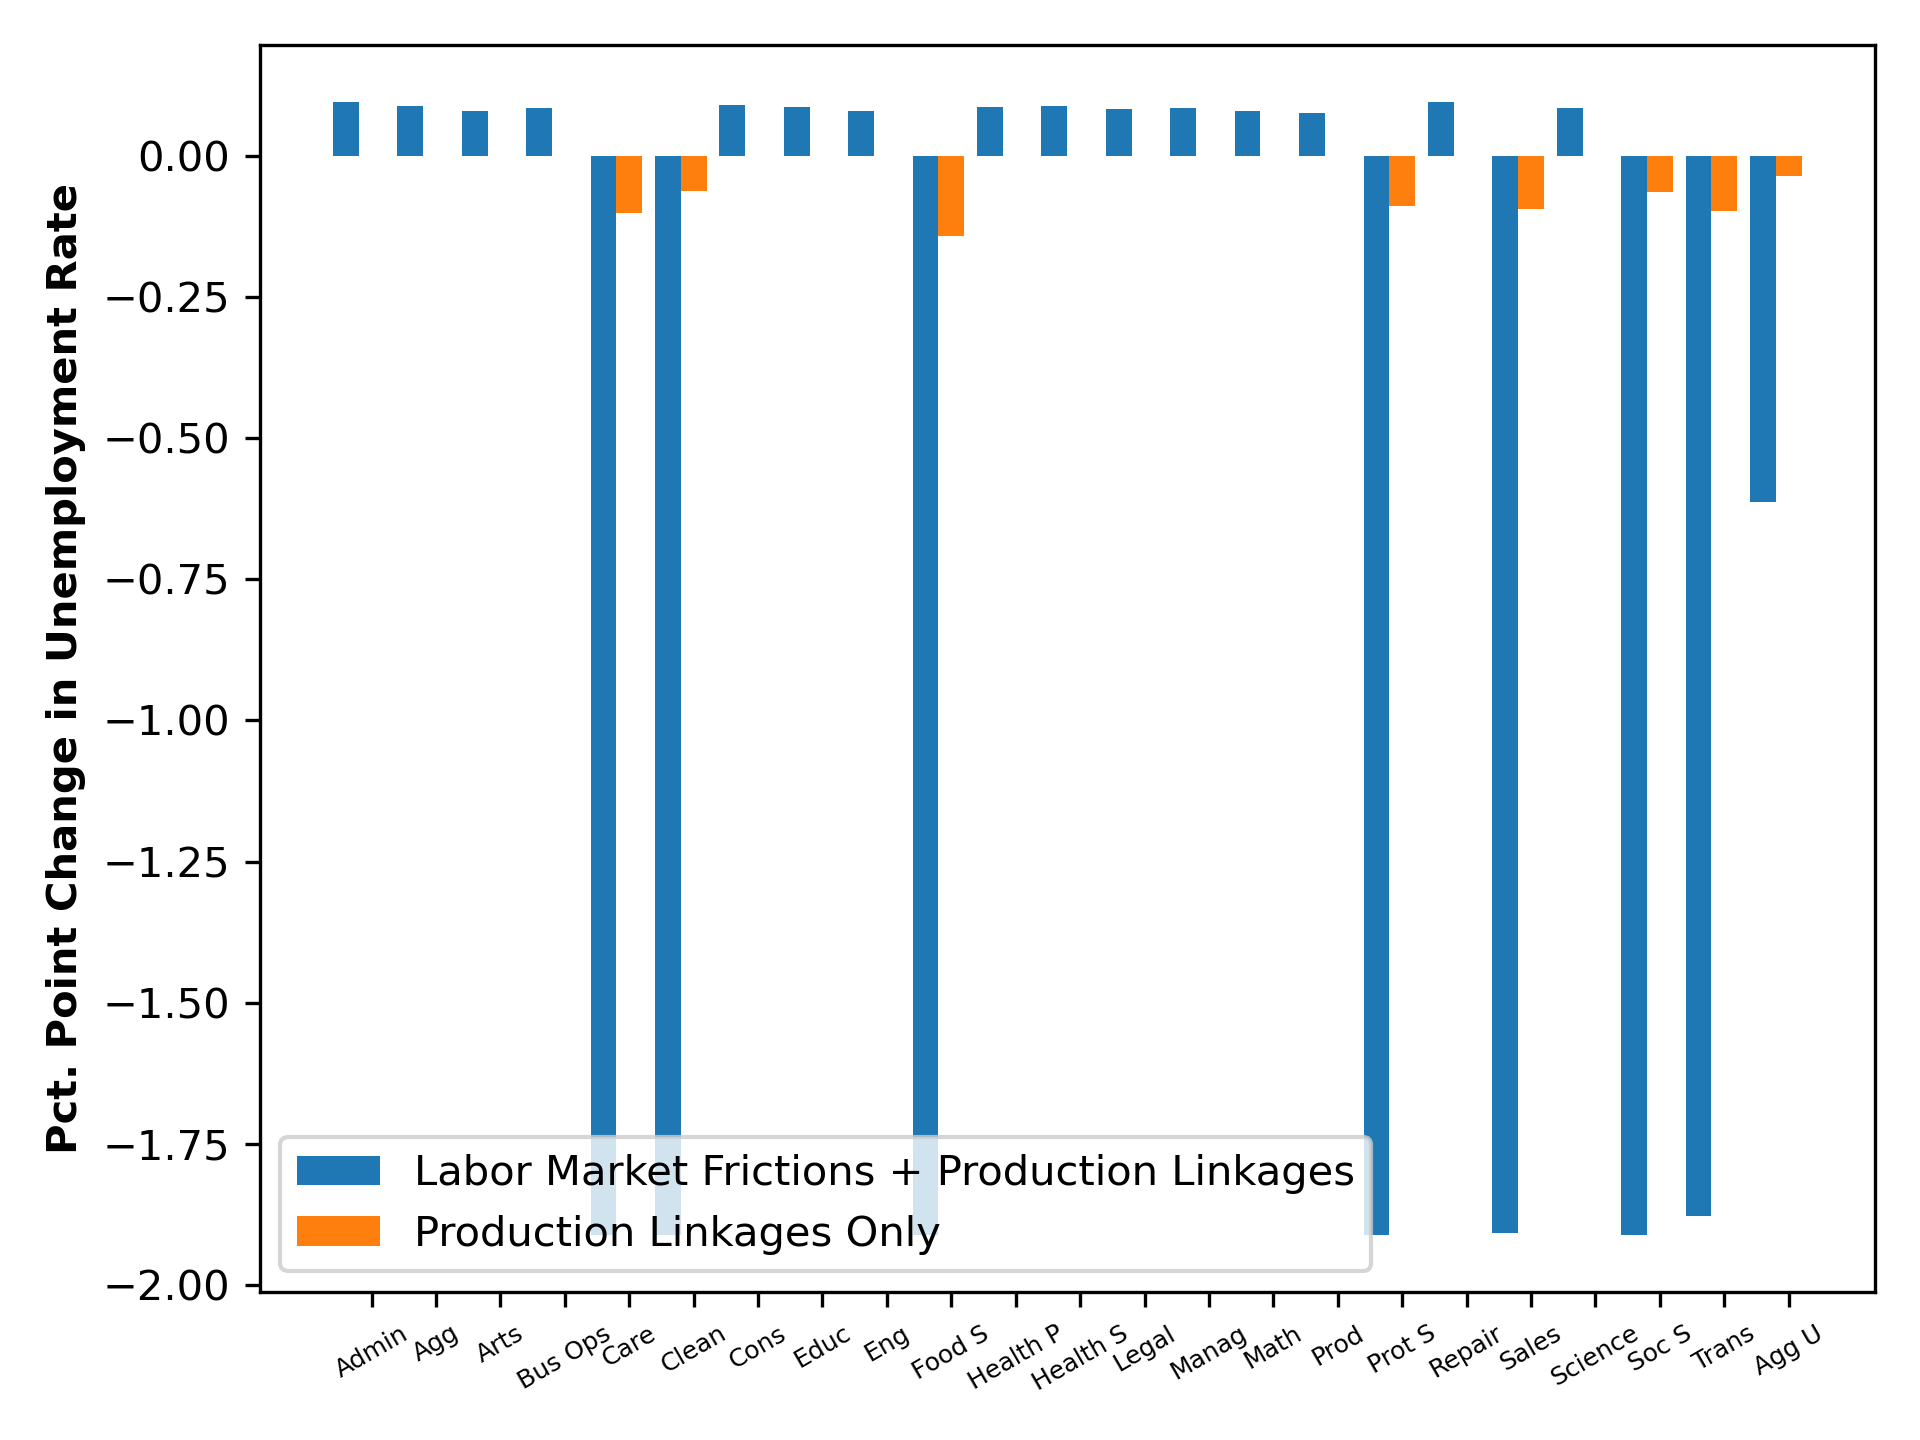 Pct. Point Change in Unemployment Rate
0.00
−0.25
−0.50
−0.75
−1.00
−1.25
−1.50
−1.75
−2.00
Labor Market Frictions + Production Linkages
Production Linkages Only
Admin Agg Arts Bus Ops Care Clean Cons Educ Eng Food S Health P Health S Legal Manag Math Prod Prot S Repair Sales Science Soc S Trans Agg U